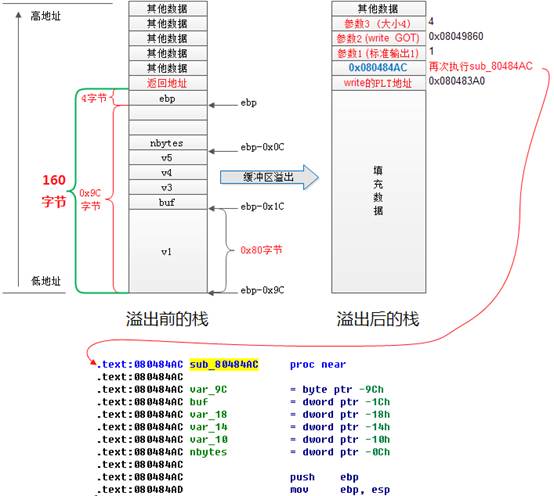 高地址
其他数据
其他数据
其他数据
其他数据
其他数据
返回地址
4字节
ebp
ebp
nbytes
ebp-0x0C
v5
v4
v3
buf
ebp-0x1C
160
字节
0x9C
字节
v1
0x80字节
低地址
ebp-0x9C
溢出前的栈
缓冲区溢出
其他数据
参数3（大小4）
4
参数2 (write GOT)
0x08049860
参数1 (标准输出1)
1
0x080484AC
再次执行sub_80484AC
write的PLT地址
0x080483A0
填
充
数
据
溢出后的栈
.text:080484AC sub_80484AC proc near
.text:080484AC
.text:080484AC var_9C = byte ptr -9Ch
.text:080484AC buf = dword ptr -1Ch
.text:080484AC var_18 = dword ptr -18h
.text:080484AC var_14 = dword ptr -14h
.text:080484AC var_10 = dword ptr -10h
.text:080484AC nbytes = dword ptr -0Ch
.text:080484AC
.text:080484AC push ebp
.text:080484AD mov ebp, esp